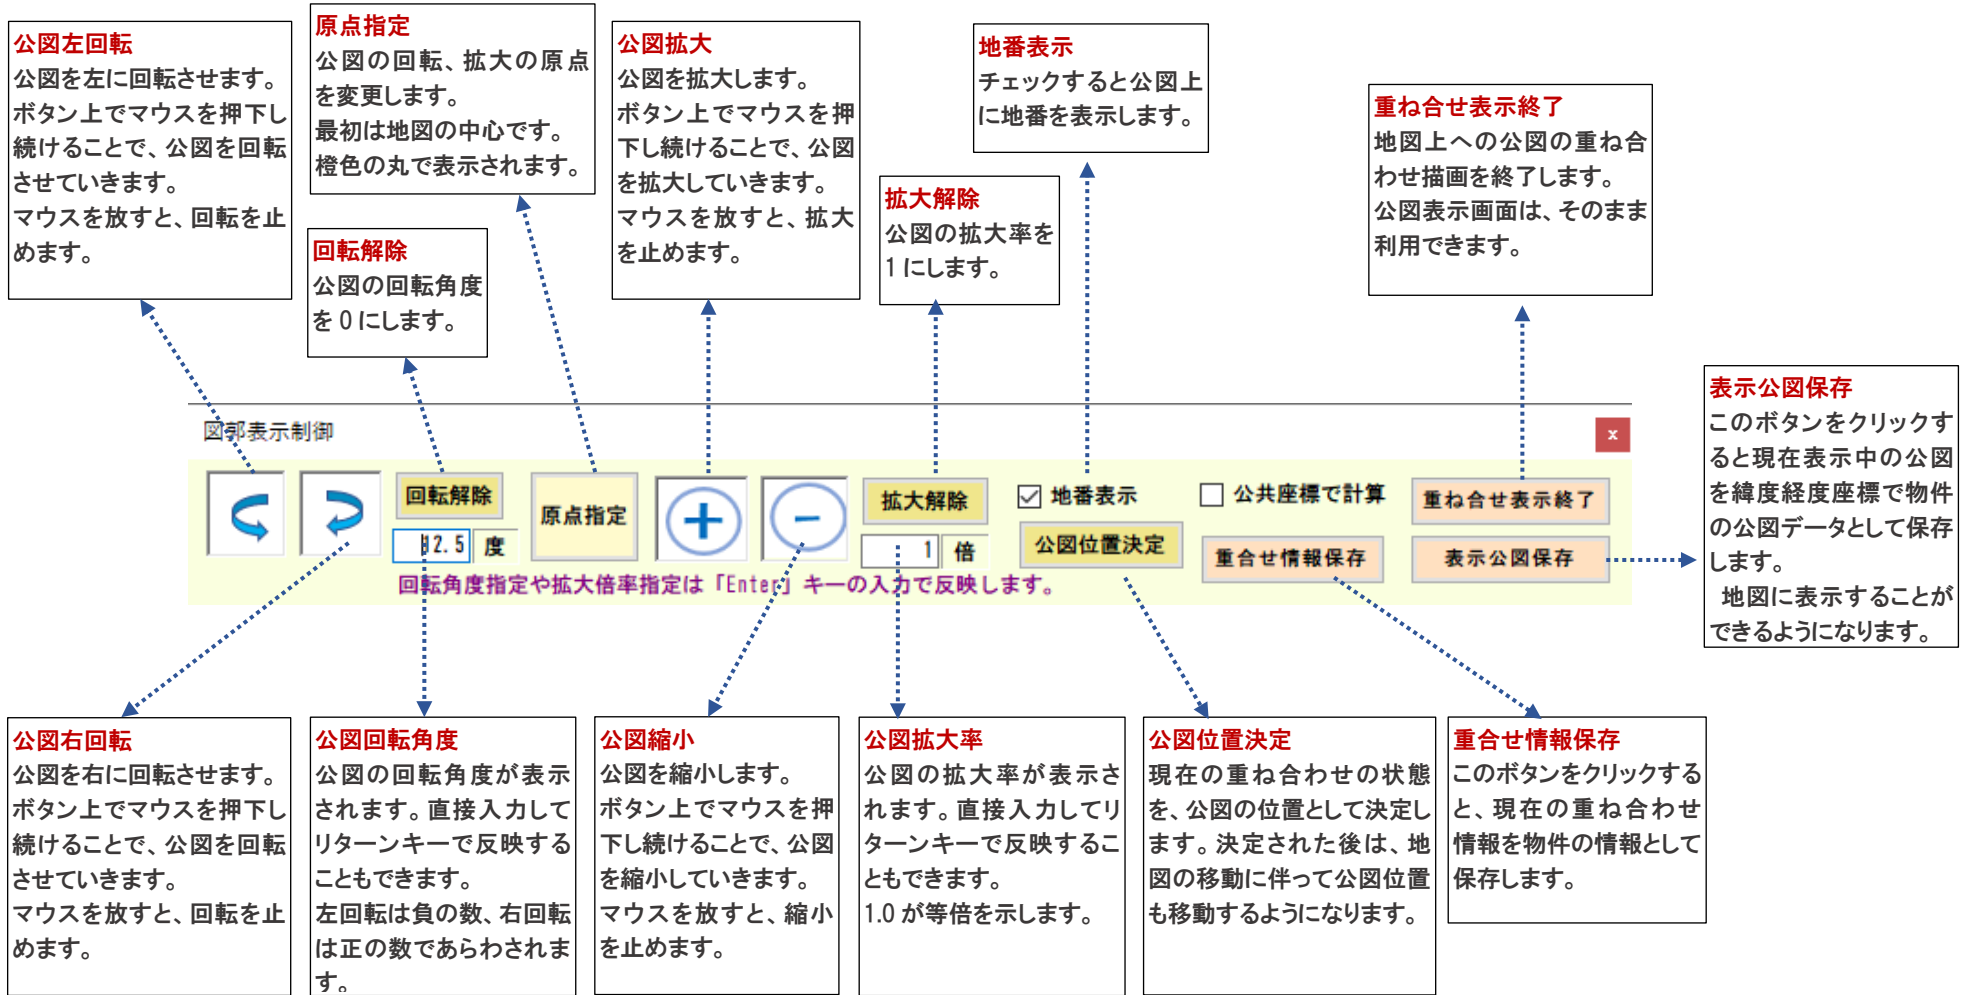 公図左回転
公図を左に回転させます。
ボタン上でマウスを押下し
続けることで、公図を回転
させていきます。
マウスを放すと、回転を止
めます。
原点指定
公図の回転、拡大の原点
を変更します。
最初は地図の中心です。
橙色の丸で表示されます。
回転解除
公図の回転角度
を0にします。
公図拡大
公図を拡大します。
ボタン上でマウスを押
下し続けることで、公図
を拡大していきます。
マウスを放すと、拡大
を止めます。
拡大解除
公図の拡大率を
1にします。
地番表示
チェックすると公図上
に地番を表示します。
重ね合せ表示終了
地図上への公図の重ね合
わせ描画を終了します。
公図表示画面は、そのまま
利用できます。
表示公図保存
このボタンをクリックす
ると現在表示中の公図
を緯度経度座標で物件
の公図データとして保存
します。
地図に表示することが
できるようになります。
図郭表示制御
x
回転解除
原点指定
拡大解除
地番表示
公共座標で計算
重ね合せ表示終了
12.5 度
1 倍
公図位置決定
重合せ情報保存
表示公図保存
回転角度指定や拡大倍率指定は「Enter」キーの入力で反映します。
公図右回転
公図を右に回転させます。
ボタン上でマウスを押下し
続けることで、公図を回転
させていきます。
マウスを放すと、回転を止
めます。
公図回転角度
公図の回転角度が表示
されます。直接入力して
リターンキーで反映する
こともできます。
左回転は負の数、右回転
は正の数であらわされま
す。
公図縮小
公図を縮小します。
ボタン上でマウスを押
下し続けることで、公図
を縮小していきます。
マウスを放すと、縮小
を止めます。
公図拡大率
公図の拡大率が表示さ
れます。直接入力してリ
ターンキーで反映するこ
ともできます。
1.0が等倍を示します。
公図位置決定
現在の重ね合わせの状態
を、公図の位置として決定し
ます。決定された後は、地
図の移動に伴って公図位置
も移動するようになります。
重合せ情報保存
このボタンをクリックする
と、現在の重ね合わせ
情報を物件の情報として
保存します。